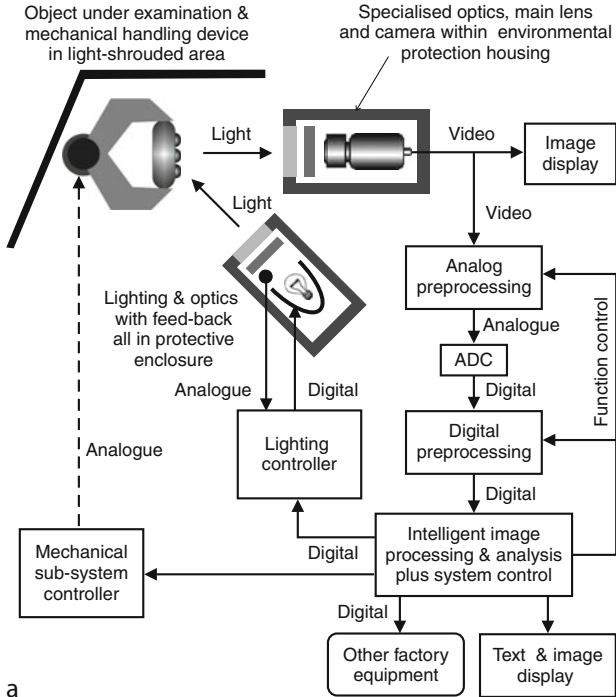 Object under examination &
mechanical handling device
in light-shrouded area
Specialised optics, main lens
and camera within environmental
protection housing
Light
Video
Image
display
Light
Video
Lighting & optics
with feed-back
all in protective
enclosure
Analog
preprocessing
Analogue
ADC
Digital
Function control
Analogue
Digital
Lighting
controller
Digital
preprocessing
Analogue
Digital
Mechanical
sub-system
controller
Digital
Intelligent image
processing & analysis
plus system control
Digital
Other factory
equipment
Text & image
display
a